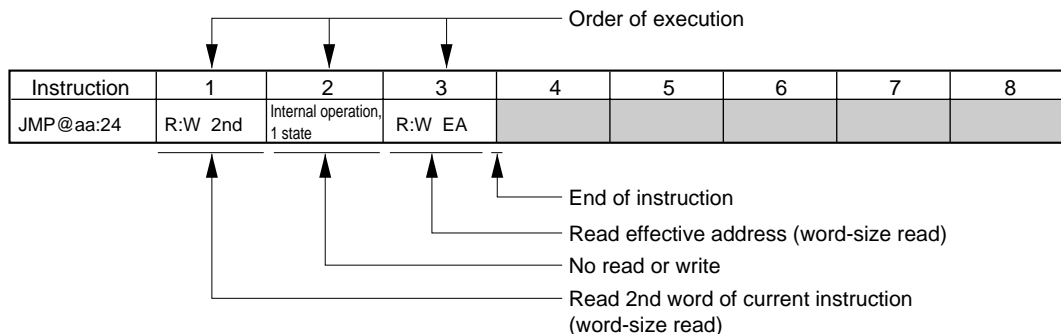 Order of execution
Instruction 1 2 3 4 5 6 7 8
JMP@aa:24 R:W 2nd Internal operation, 1 state R:W EA
End of instruction
Read effective address (word-size read)
No read or write
Read 2nd word of current instruction
(word-size read)